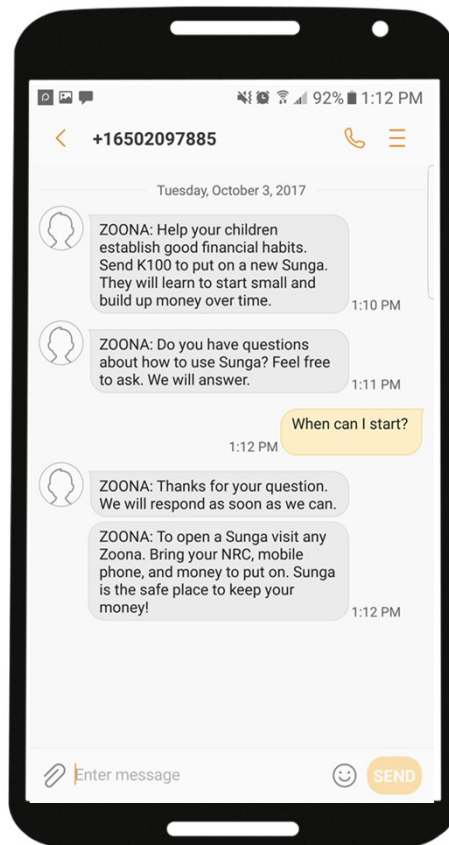 92% 1:12 PM
+16502097885
Tuesday, October 3, 2017
ZOONA: Help your children
establish good financial habits.
Send K100 to put on a new Sunga.
They will learn to start small and
build up money over time.
1:10 PM
ZOONA: Do you have questions
about how to use Sunga? Feel free
to ask. We will answer.
1:11 PM
When can I start?
1:12 PM
ZOONA: Thanks for your question.
We will respond as soon as we can.
ZOONA: To open a Sunga visit any
Zoona. Bring your NRC, mobile
phone, and money to put on. Sunga
is the safe place to keep your
money!
1:12 PM
Enter message
SEND